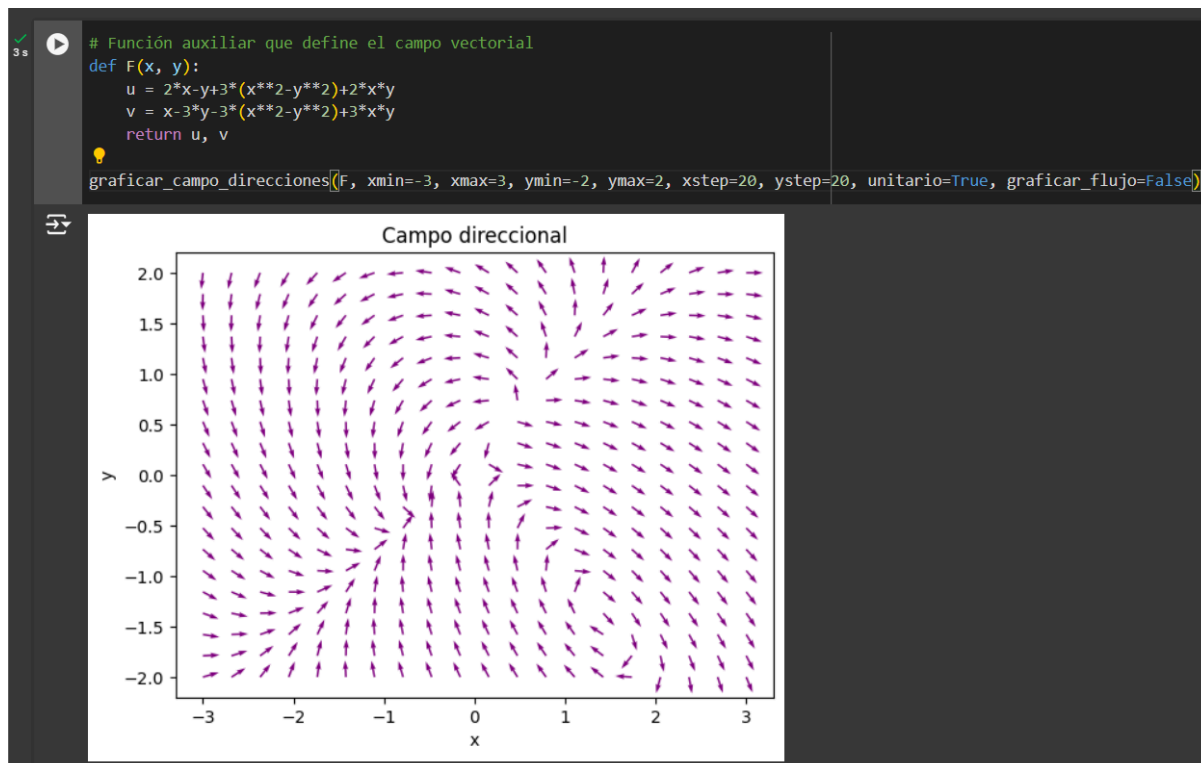 3 s
# Función auxiliar que define el campo vectorial
def F(x, y):
    u = 2*x-y+3*(x**2-y**2)+2*x*y
    v = x-3*y-3*(x**2-y**2)+3*x*y
    return u, v
graficar_campo_direcciones(F, xmin=-3, xmax=3, ymin=-2, ymax=2, xstep=20, ystep=20, unitario=True, graficar_flujo=False)
Campo direccional
2.0
1.5
1.0
0.5
0.0
−0.5
−1.0
−1.5
−2.0
y
−3 −2 −1 0 1 2 3
x